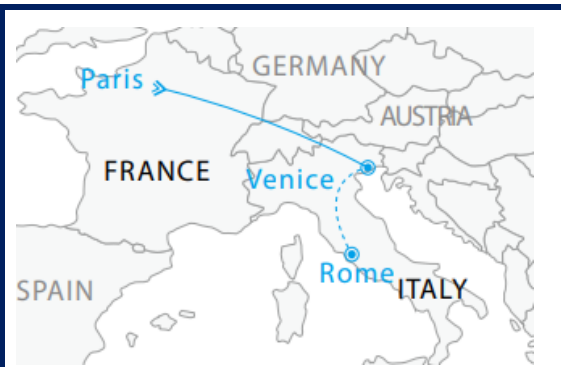 GERMANY
Paris
AUSTRIA
FRANCE
Venice
Rome
ITALY
SPAIN